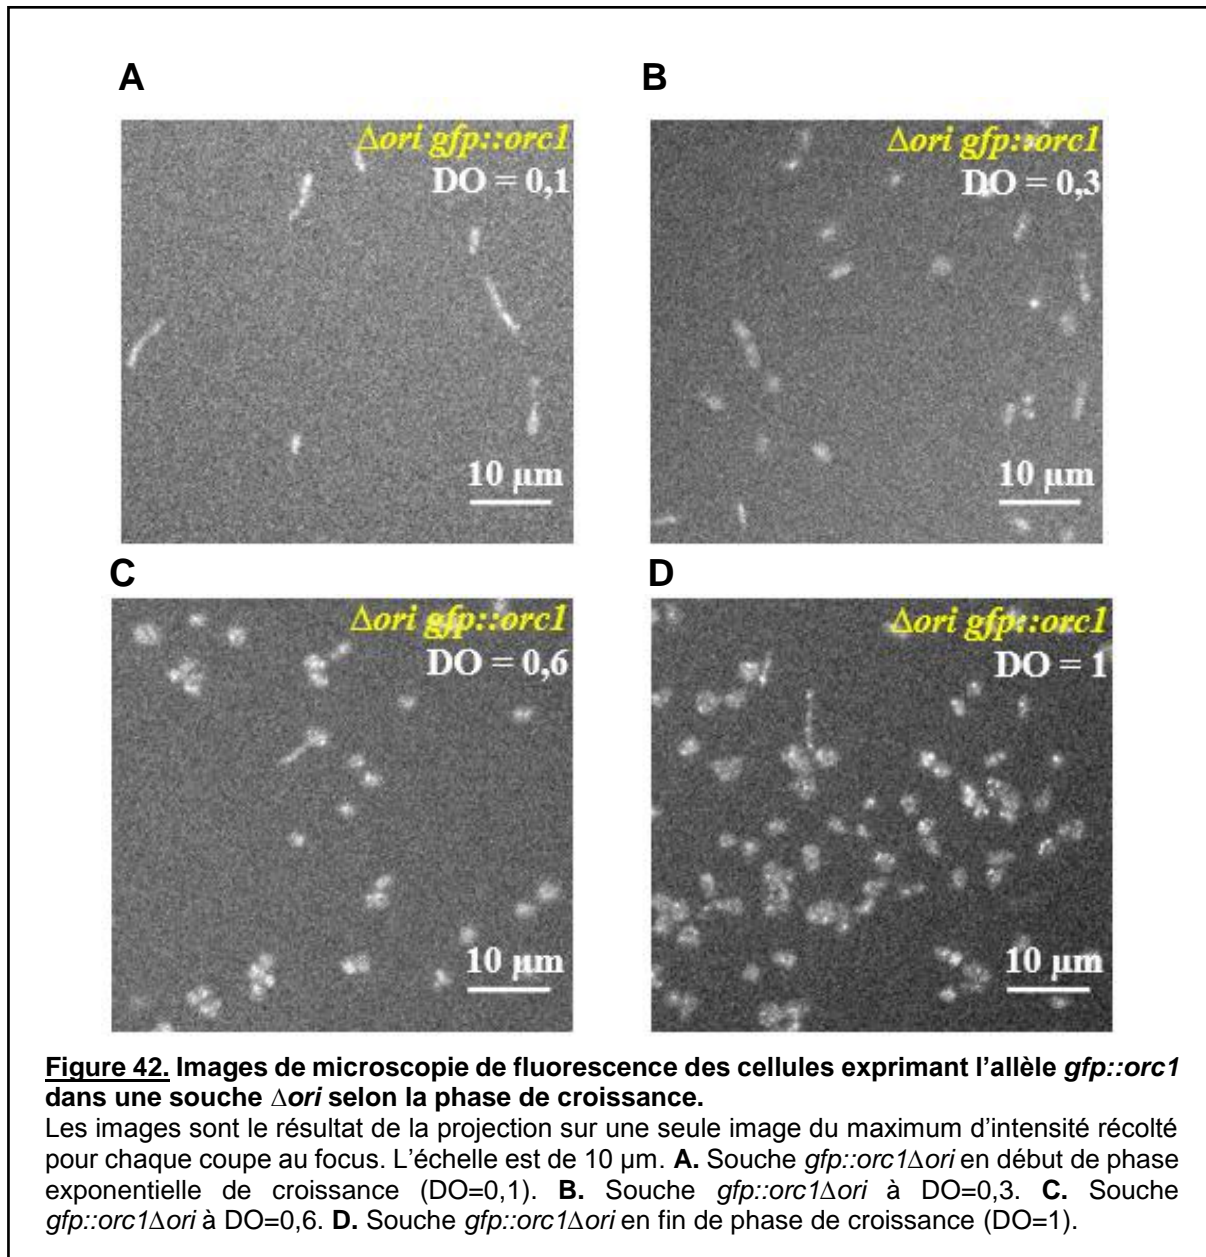 A
B
Δori gfp::orc1
DO = 0,1
10 µm
Δori gfp::orc1
DO = 0,3
10 µm
C
D
Δori gfp::orc1
DO = 0,6
10 µm
Δori gfp::orc1
DO = 1
10 µm
Figure 42. Images de microscopie de fluorescence des cellules exprimant l’allèle gfp::orc1
dans une souche Δori selon la phase de croissance.
Les images sont le résultat de la projection sur une seule image du maximum d’intensité récolté
pour chaque coupe au focus. L’échelle est de 10 µm. A. Souche gfp::orc1Δori en début de phase
exponentielle de croissance (DO=0,1). B. Souche gfp::orc1Δori à DO=0,3. C. Souche
gfp::orc1Δori à DO=0,6. D. Souche gfp::orc1Δori en fin de phase de croissance (DO=1).